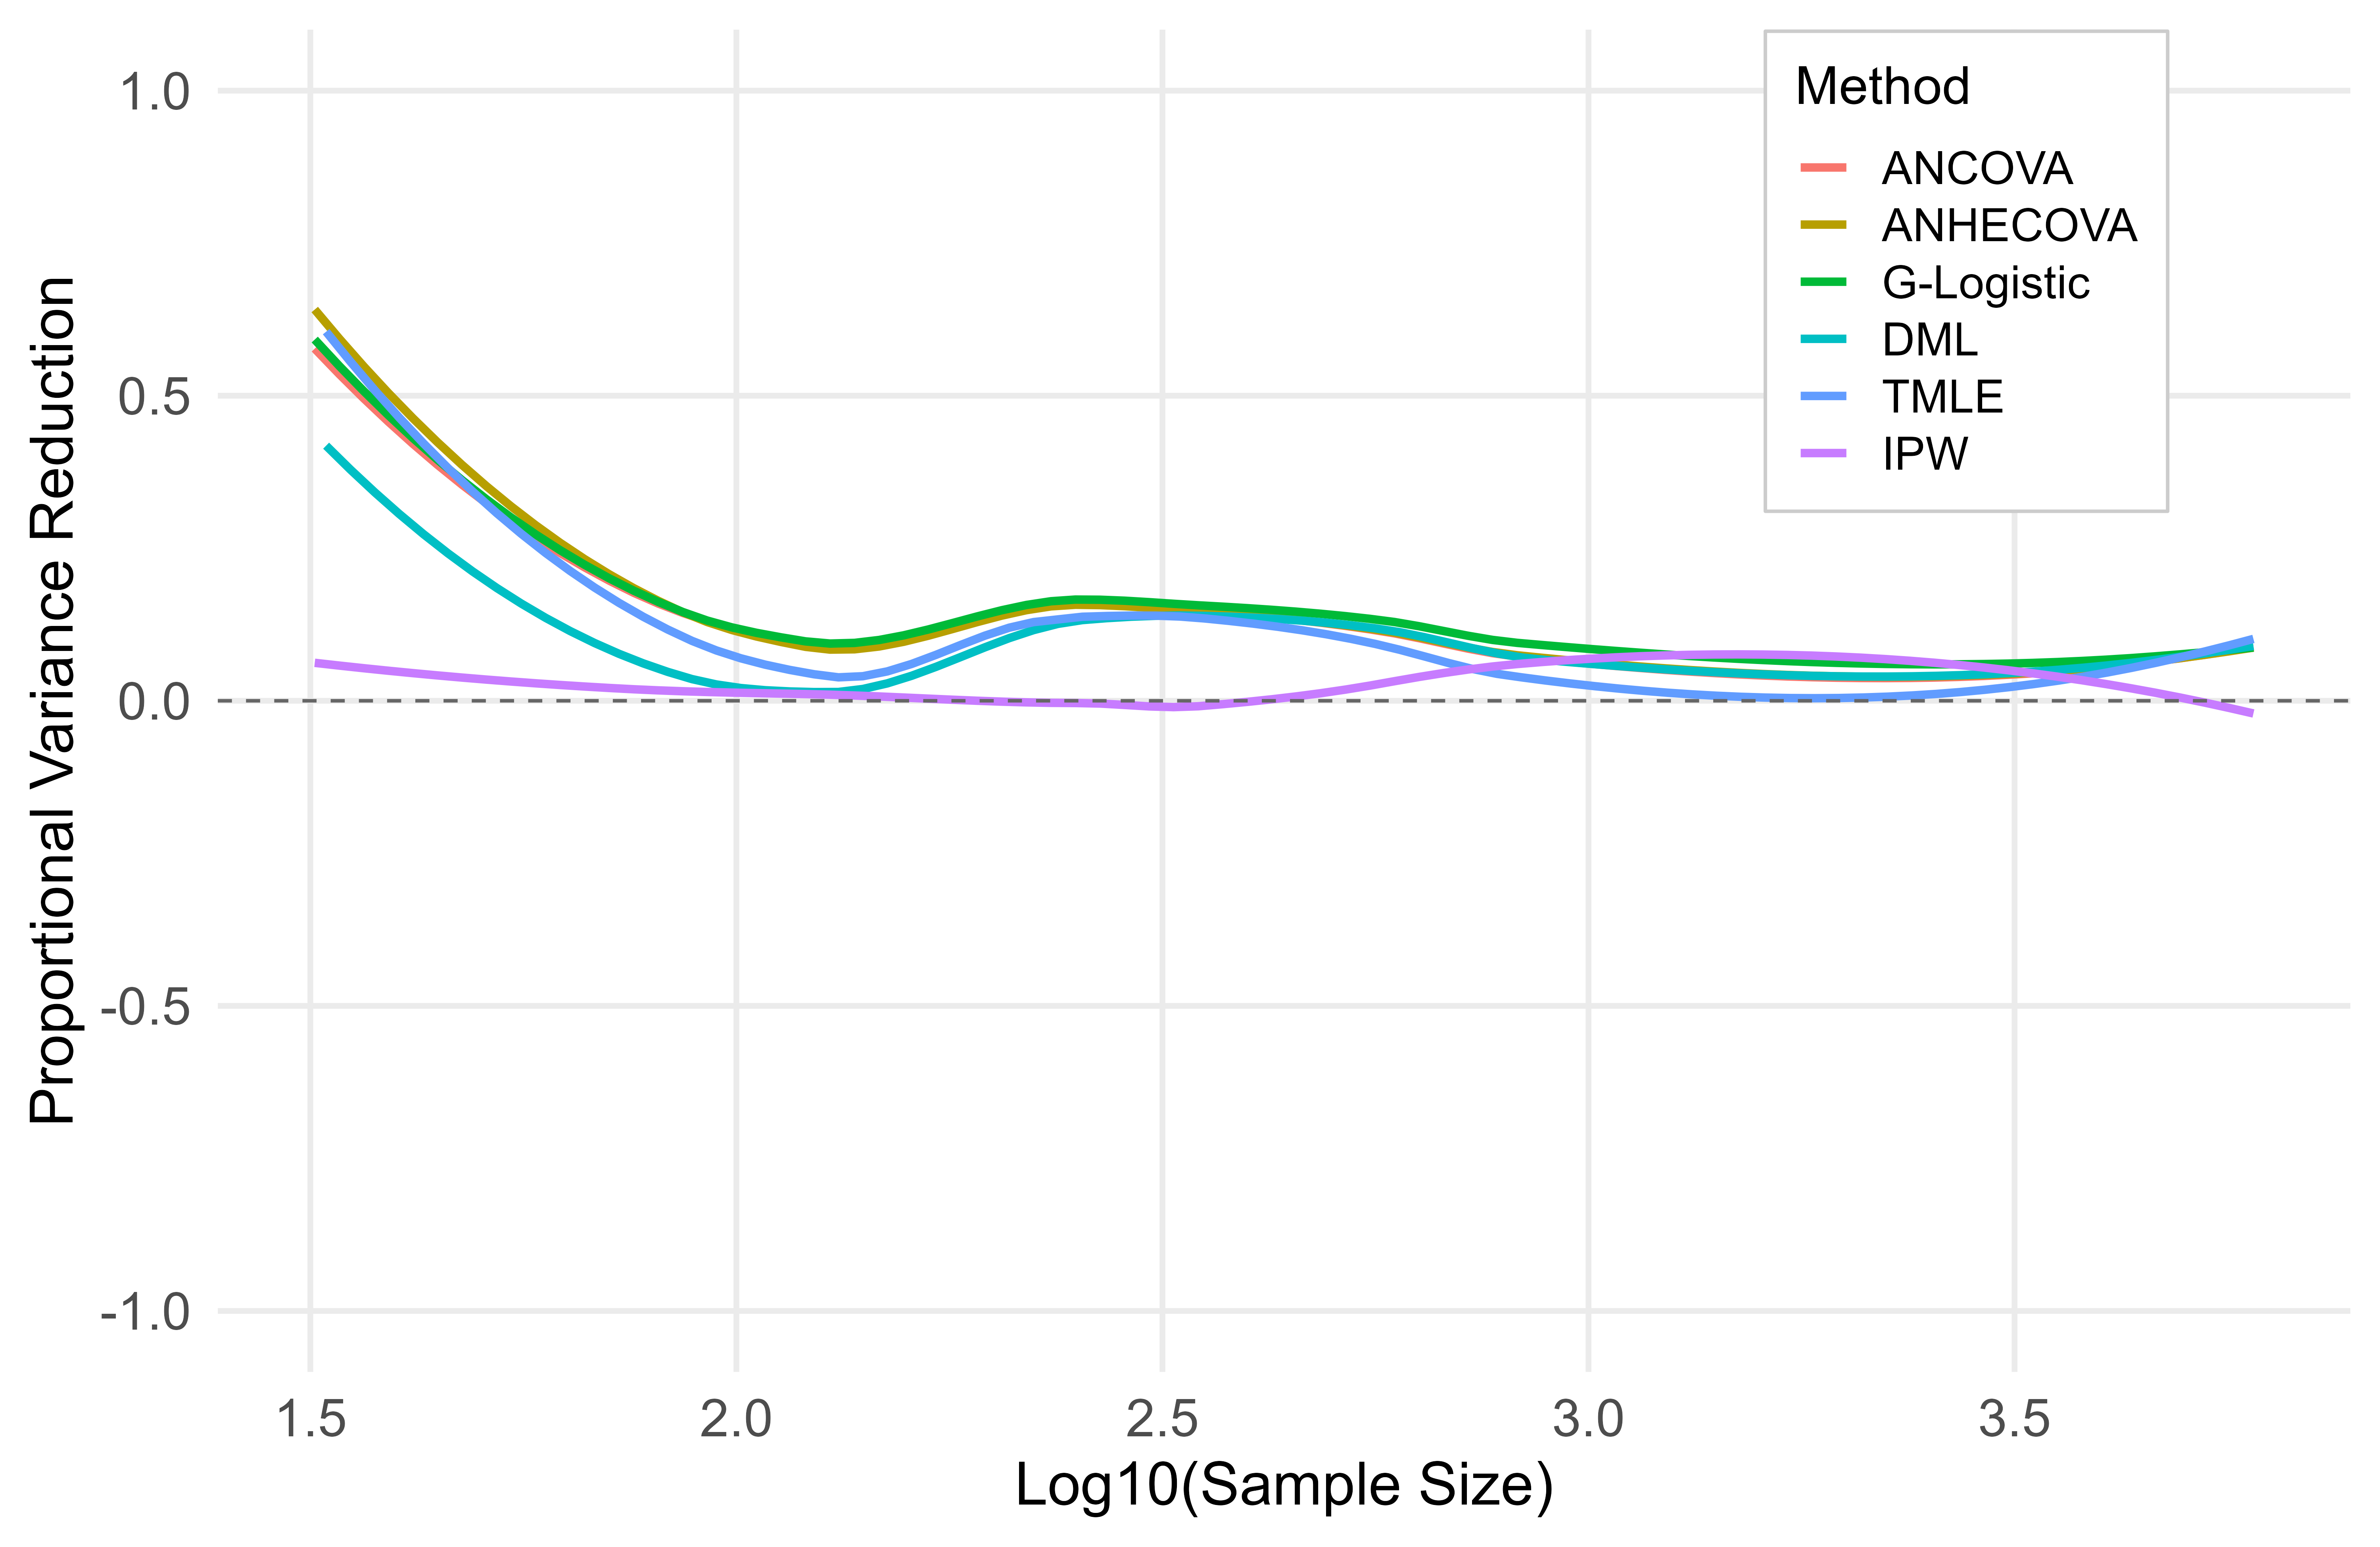 Proportional Variance Reduction
1.0
0.5
0.0
-0.5
-1.0
Method
ANCOVA
ANHECOVA
G-Logistic
DML
TMLE
IPW
1.5
2.0
2.5
3.0
3.5
Log10(Sample Size)